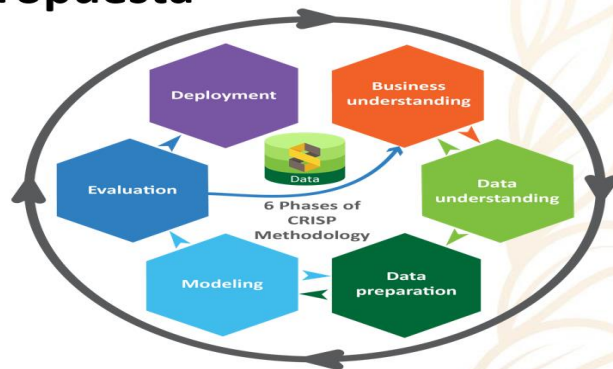 ropuesta
Deployment
Business
understanding
Data
Evaluation
Data
understanding
6 Phases of
CRISP
Methodology
Modeling
Data
preparation